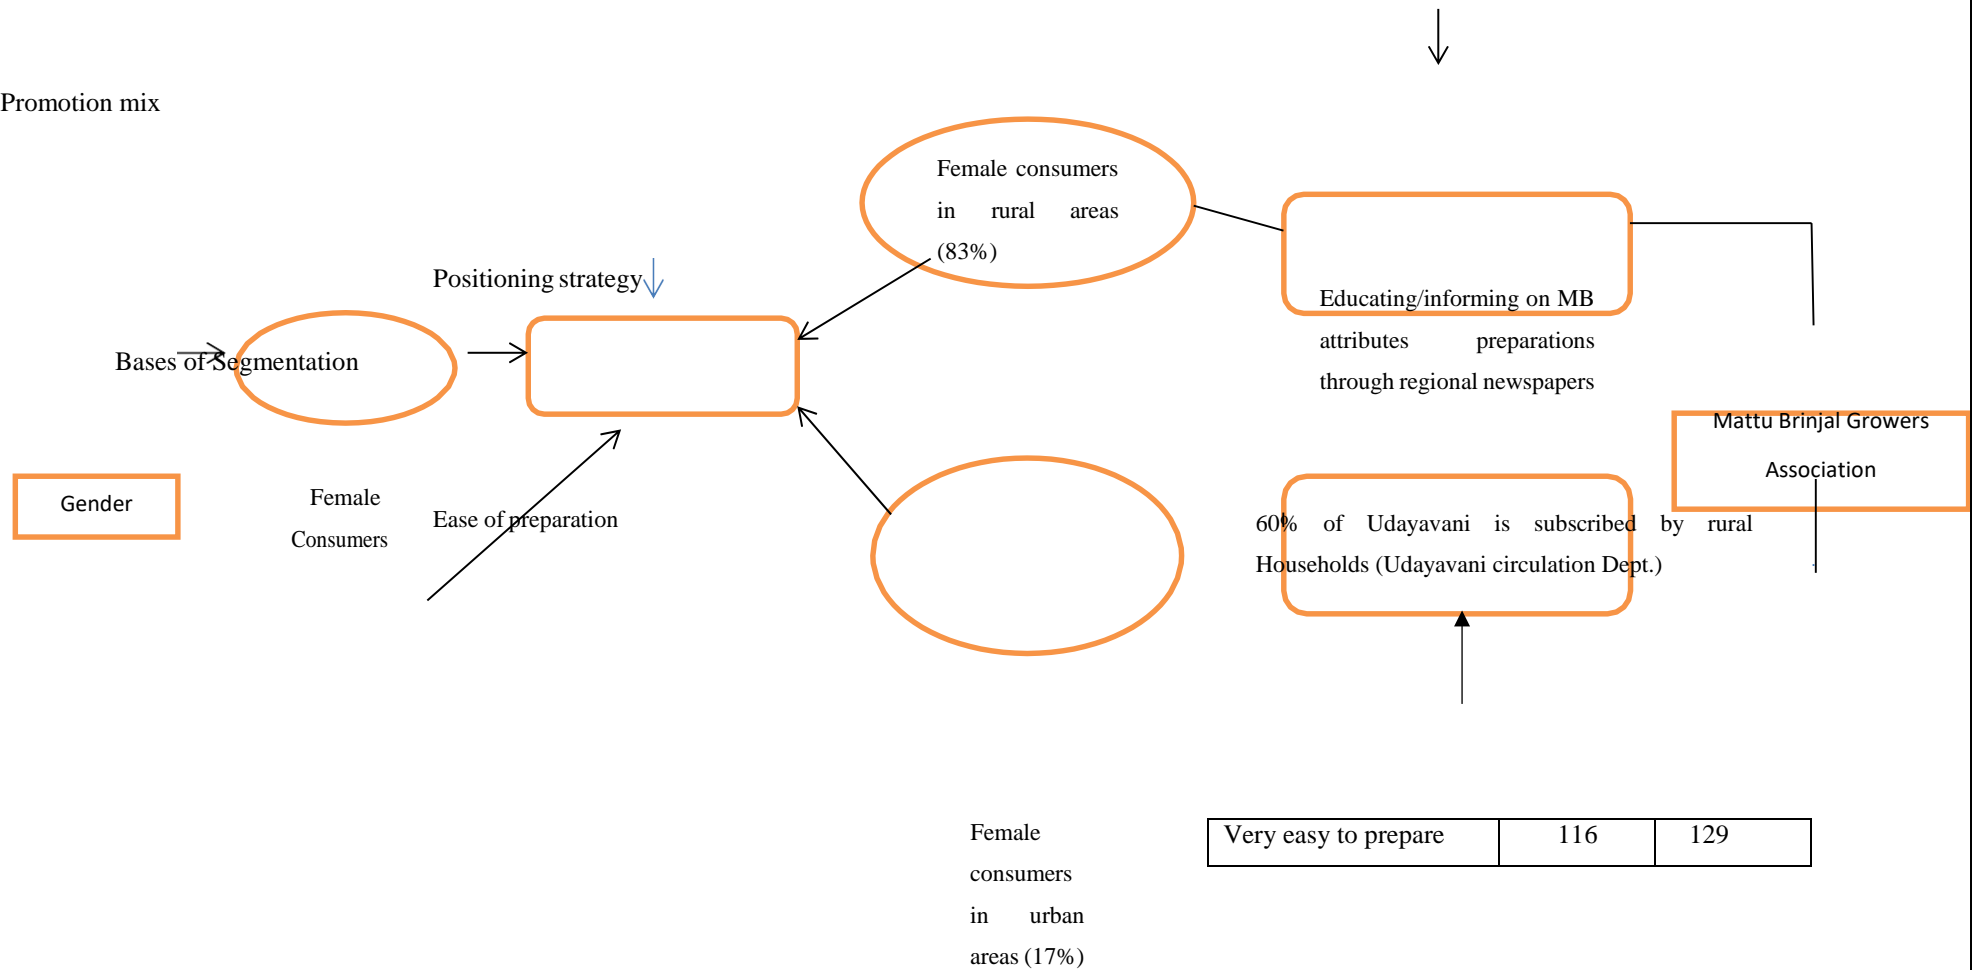 Promotion mix
Female consumers
in rural areas
(83%)
Positioning strategy
Educating/informing on MB
attributes preparations
through regional newspapers
Bases of Segmentation
Mattu Brinjal Growers
Association
Gender
Female
Consumers
Ease of preparation
60% of Udayavani is subscribed by rural
Households (Udayavani circulation Dept.)
Very easy to prepare 116 129
Female
consumers
in urban
areas (17%)